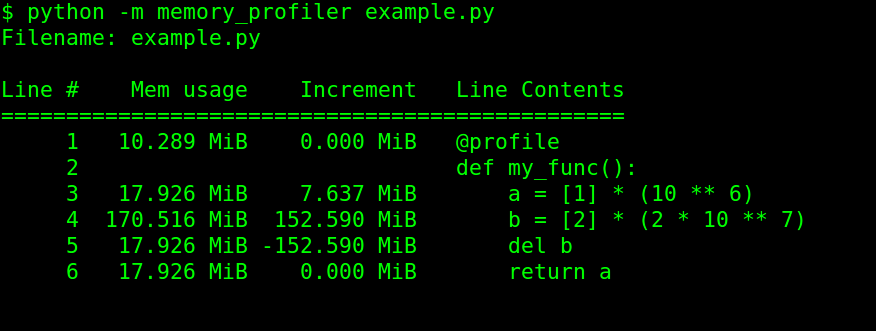 $ python -m memory_profiler example.py
Filename: example.py

Line #    Mem usage    Increment   Line Contents
================================================
     1   10.289 MiB    0.000 MiB   @profile
     2                             def my_func():
     3   17.926 MiB    7.637 MiB       a = [1] * (10 ** 6)
     4  170.516 MiB  152.590 MiB       b = [2] * (2 * 10 ** 7)
     5   17.926 MiB -152.590 MiB       del b
     6   17.926 MiB    0.000 MiB       return a